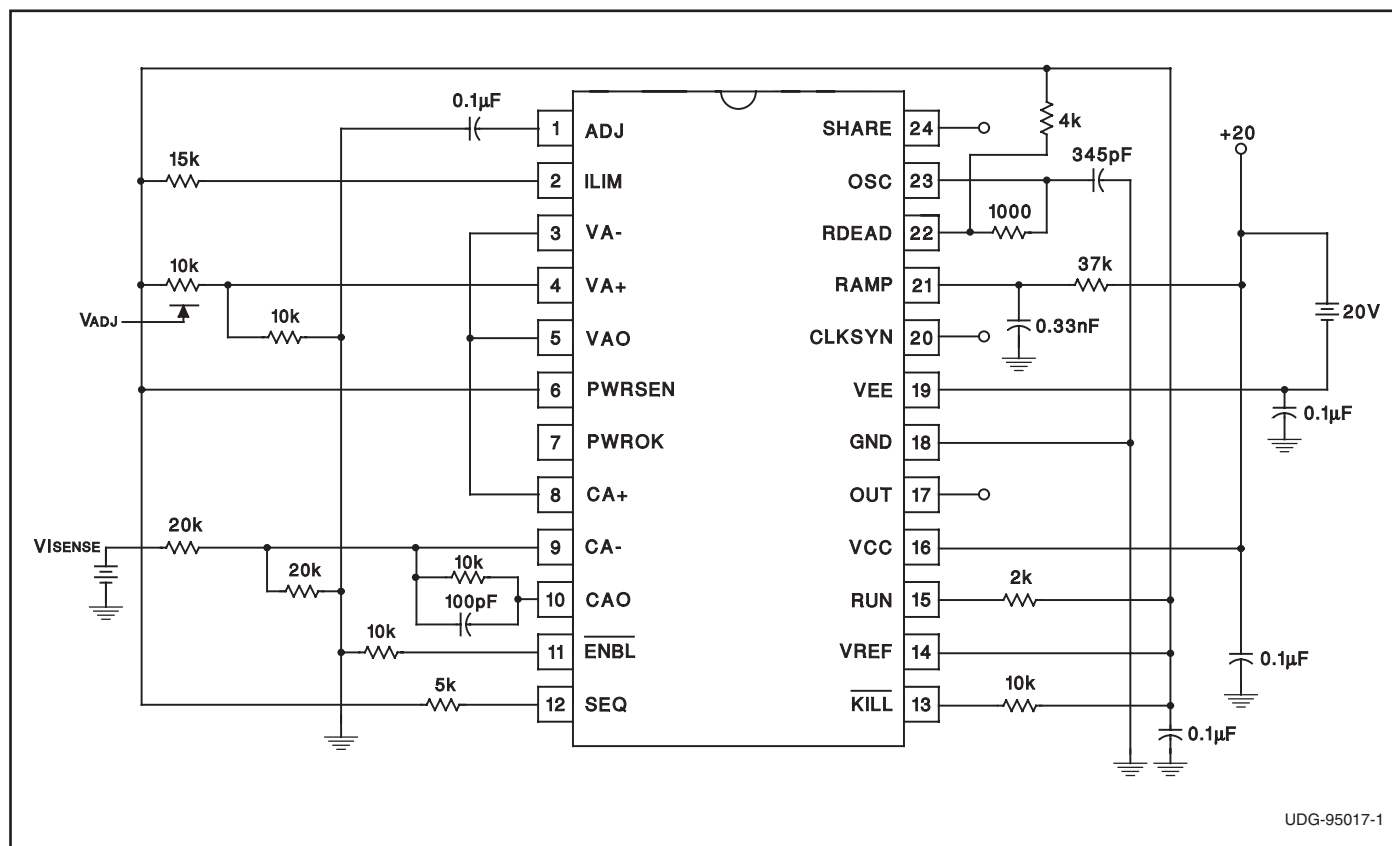 0.1µF
1 ADJ
SHARE 24
4k
+20
15k
2 ILIM
OSC 23
345pF
3 VA-
RDEAD 22
1000
10k
4 VA+
RAMP 21
37k
VADJ
10k
5 VAO
CLKSYN 20
0.33nF
20V
6 PWRSEN
VEE 19
0.1µF
7 PWROK
GND 18
8 CA+
OUT 17
VISENSE
20k
9 CA-
VCC 16
20k
10k
100pF
10 CAO
RUN 15
2k
10k
11 ENBL
VREF 14
0.1µF
5k
12 SEQ
KILL 13
10k
0.1µF
UDG-95017-1